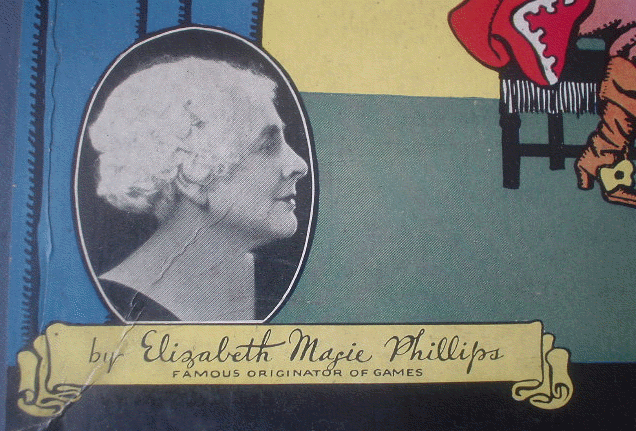 by Elizabeth Magie Phillips
FAMOUS ORIGINATOR OF GAMES